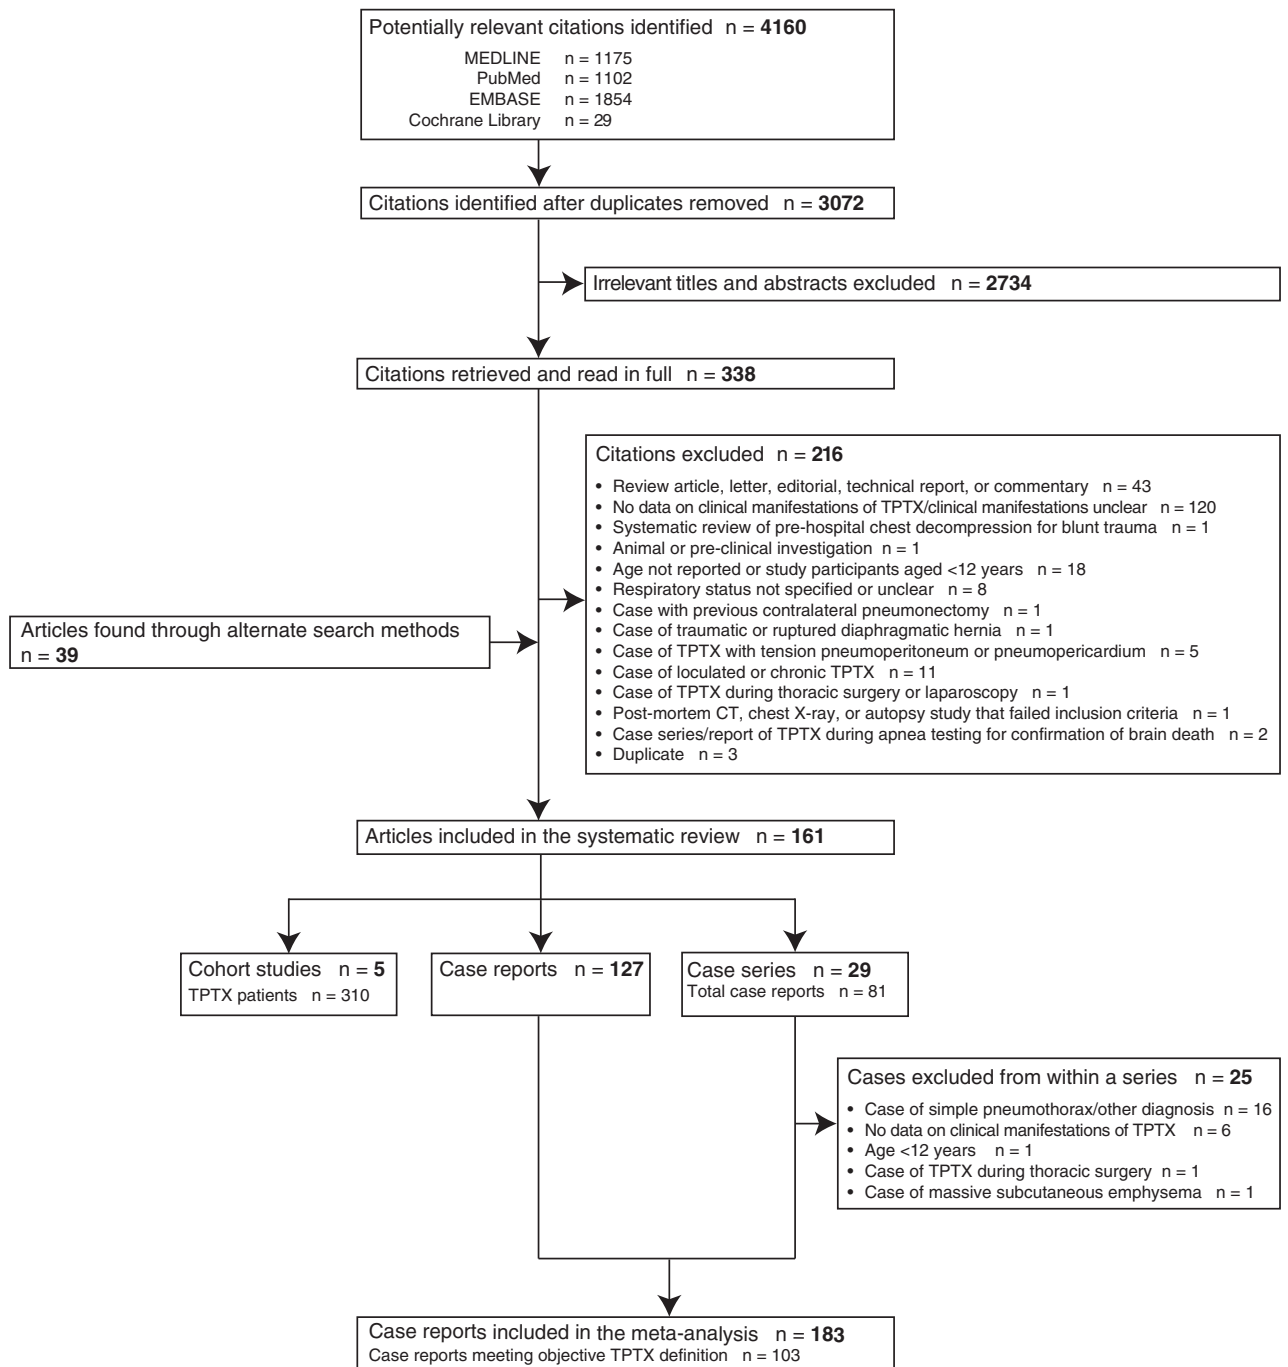 Potentially relevant citations identified n = 4160
MEDLINE n = 1175
PubMed n = 1102
EMBASE n = 1854
Cochrane Library n = 29
Citations identified after duplicates removed n = 3072
Irrelevant titles and abstracts excluded n = 2734
Citations retrieved and read in full n = 338
Citations excluded n = 216
• Review article, letter, editorial, technical report, or commentary n = 43
• No data on clinical manifestations of TPTX/clinical manifestations unclear n = 120
• Systematic review of pre-hospital chest decompression for blunt trauma n = 1
• Animal or pre-clinical investigation n = 1
• Age not reported or study participants aged <12 years n = 18
• Respiratory status not specified or unclear n = 8
• Case with previous contralateral pneumonectomy n = 1
• Case of traumatic or ruptured diaphragmatic hernia n = 1
• Case of TPTX with tension pneumoperitoneum or pneumopericardium n = 5
• Case of loculated or chronic TPTX n = 11
• Case of TPTX during thoracic surgery or laparoscopy n = 1
• Post-mortem CT, chest X-ray, or autopsy study that failed inclusion criteria n = 1
• Case series/report of TPTX during apnea testing for confirmation of brain death n = 2
• Duplicate n = 3
Articles found through alternate search methods
n = 39
Articles included in the systematic review n = 161
Cohort studies n = 5
TPTX patients n = 310
Case reports n = 127
Case series n = 29
Total case reports n = 81
Cases excluded from within a series n = 25
• Case of simple pneumothorax/other diagnosis n = 16
• No data on clinical manifestations of TPTX n = 6
• Age <12 years n = 1
• Case of TPTX during thoracic surgery n = 1
• Case of massive subcutaneous emphysema n = 1
Case reports included in the meta-analysis n = 183
Case reports meeting objective TPTX definition n = 103